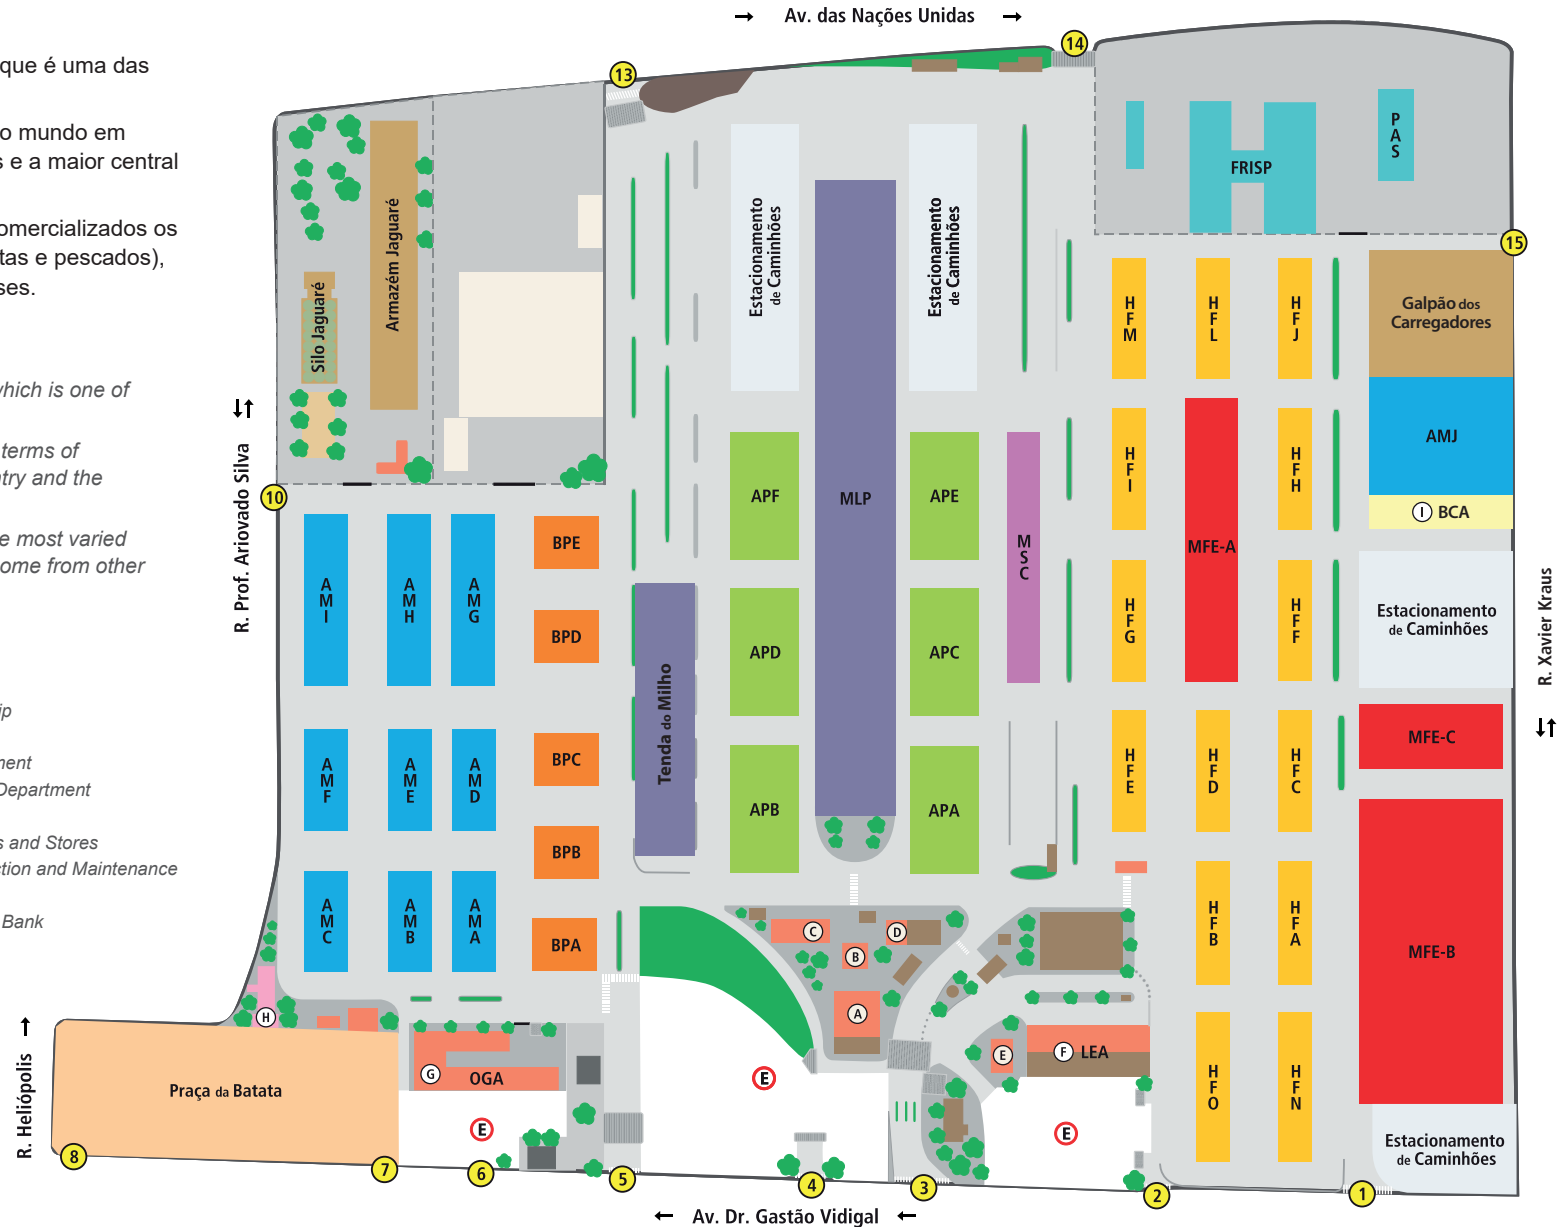 que é uma das
o mundo em
s e a maior central
omercializados os
tas e pescados),
ses.
which is one of
terms of
ntry and the
e most varied
ome from other
ip
ment
Department
s and Stores
ction and Maintenance
Bank
Av. das Nações Unidas
13
14
15
10
8
7
6
5
4
3
2
1
R. Prof. Ariovado Silva
R. Heliópolis
R. Xavier Kraus
Av. Dr. Gastão Vidigal
Silo Jaguaré
Armazém Jaguaré
Estacionamento
de Caminhões
Estacionamento
de Caminhões
FRISP
PAS
Galpão dos
Carregadores
AMJ
I BCA
Estacionamento
de Caminhões
MFE-C
MFE-B
Estacionamento
de Caminhões
HFM
HFL
HFJ
HFI
MFE-A
HFH
HFG
HFF
HFE
HFD
HFC
HFB
HFA
HFO
HFN
MSC
MLP
APF
APE
APD
APC
APB
APA
Tenda do Milho
BPE
BPD
BPC
BPB
BPA
AMI
AMH
AMG
AMF
AME
AMD
AMC
AMB
AMA
C
D
B
A
E
F LEA
H
G
OGA
Praça da Batata
E
E
E